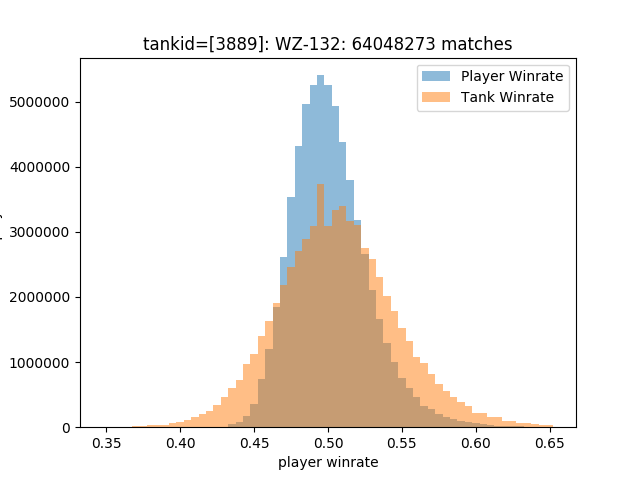 tankid=[3889]: WZ-132: 64048273 matches
Player Winrate
Tank Winrate
5000000
4000000
3000000
2000000
1000000
0
0.35 0.40 0.45 0.50 0.55 0.60 0.65
player winrate